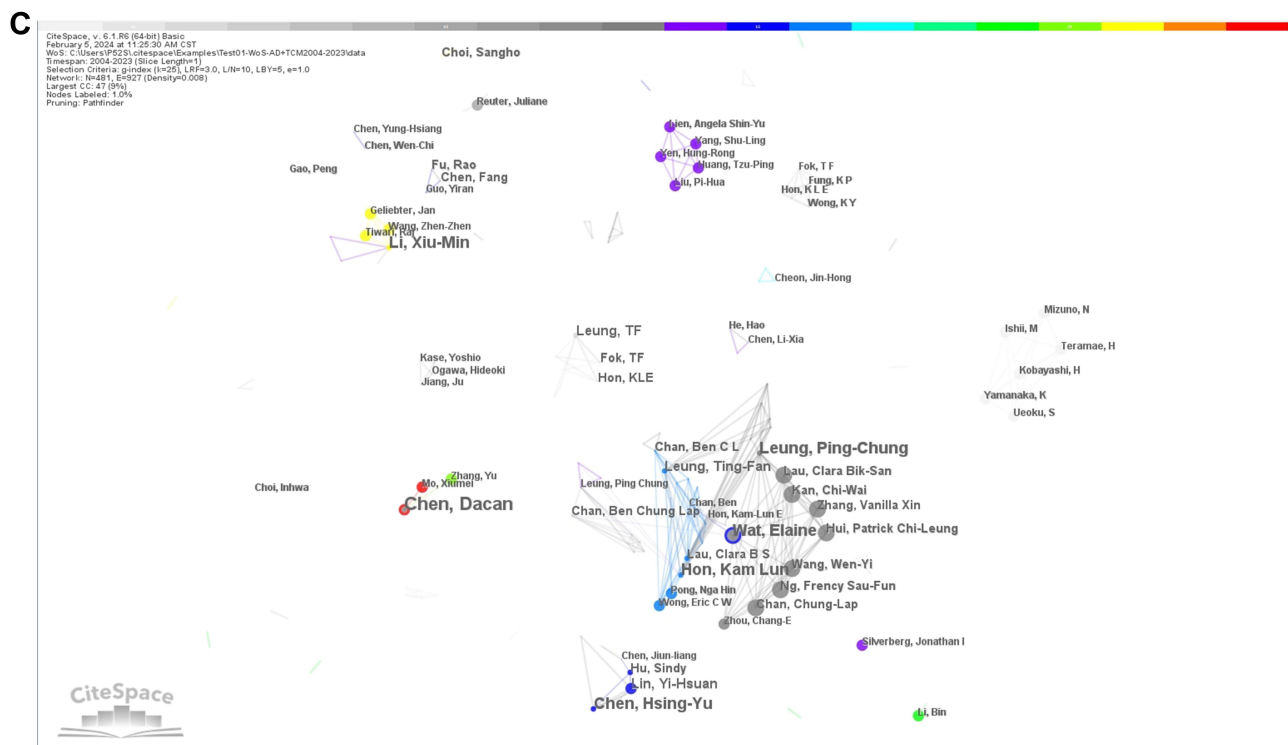 C
CiteSpace, v. 6.1.R6 (64-bit) Basic
February 5, 2024 at 11:25:30 AM CST
WoS: C:\Users\P52S\.citespace\Examples\Test01-WoS-AD+TCM2004-2023\data
Timespan: 2004-2023 (Slice Length=1)
Selection Criteria: g-index (k=25), LRF=3.0, L/N=10, LBY=5, e=1.0
Network: N=481, E=927 (Density=0.008)
Largest CC: 47 (9%)
Nodes Labeled: 1.0%
Pruning: Pathfinder
Choi, Sangho
Reuter, Juliane
Chen, Yung-Hsiang
Chen, Wen-Chi
Gao, Peng
Fu, Rao
Chen, Fang
Guo, Yiran
Lien, Angela Shin-Yu
Yang, Shu-Ling
Yen, Hung-Rong
Huang, Tzu-Ping
Liu, Pi-Hua
Fok, T F
Fung, K P
Hon, K L E
Wong, K Y
Geliebter, Jan
Wang, Zhen-Zhen
Tiwari, Raj
Li, Xiu-Min
Cheon, Jin-Hong
Mizuno, N
Ishii, M
Teramae, H
Kobayashi, H
Yamanaka, K
Ueoku, S
Leung, TF
Fok, TF
Hon, KLE
He, Hao
Chen, Li-Xia
Kase, Yoshio
Ogawa, Hideoki
Jiang, Ju
Chan, Ben C L
Leung, Ping-Chung
Leung, Ting-Fan
Lau, Clara Bik-San
Leung, Ping Chung
Kan, Chi-Wai
Chan, Ben
Zhang, Vanilla Xin
Chan, Ben Chung Lap
Hon, Kam-Lun E
Wat, Elaine
Hui, Patrick Chi-Leung
Zhang, Yu
Mo, Xiumei
Choi, Inhwa
Chen, Dacan
Lau, Clara B S
Hon, Kam Lun
Wang, Wen-Yi
Pong, Nga Hin
Ng, Frency Sau-Fun
Wong, Eric C W
Chan, Chung-Lap
Zhou, Chang-E
Silverberg, Jonathan I
Chen, Jiun-liang
Hu, Sindy
Lin, Yi-Hsuan
Chen, Hsing-Yu
Li, Bin
CiteSpace